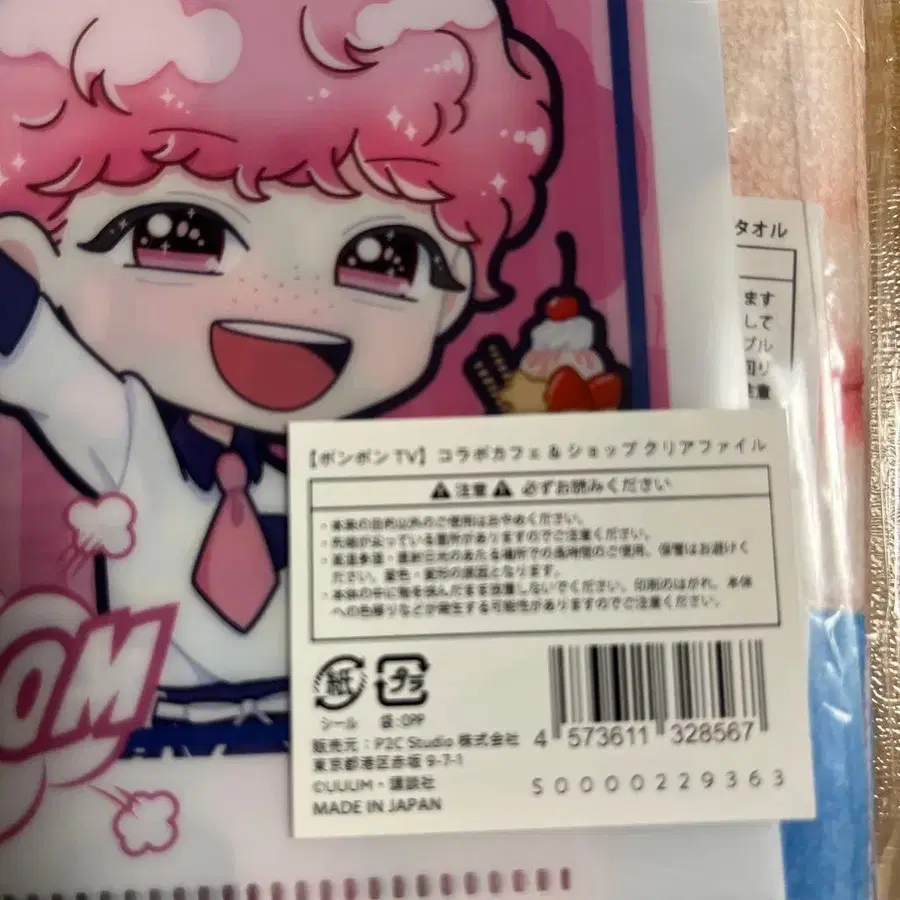 タオル
ます
して
ブル
回り
注意
【ボンボンTV】コラボカフェ＆ショップクリアファイル
⚠注意⚠ 必ずお読みください
・本来の目的以外のご使用はおやめください。
・先端が尖っている箇所がありますのでご注意ください。
・高温多湿・直射日光のあたる場所での長時間のご使用、保管はお避けく
ださい。変色・変形の原因となります。
・本体の中に物を挟んだまま放置しないでください。印刷のはがれ、本体
への色移りなどが発生する可能性がありますのでご注意ください。
紙
シール
プラ
袋：OPP
販売元：P2C Studio 株式会社
東京都港区赤坂 9-7-1
©UUUM・講談社
MADE IN JAPAN
4 573611 328567
S0000229363
OM